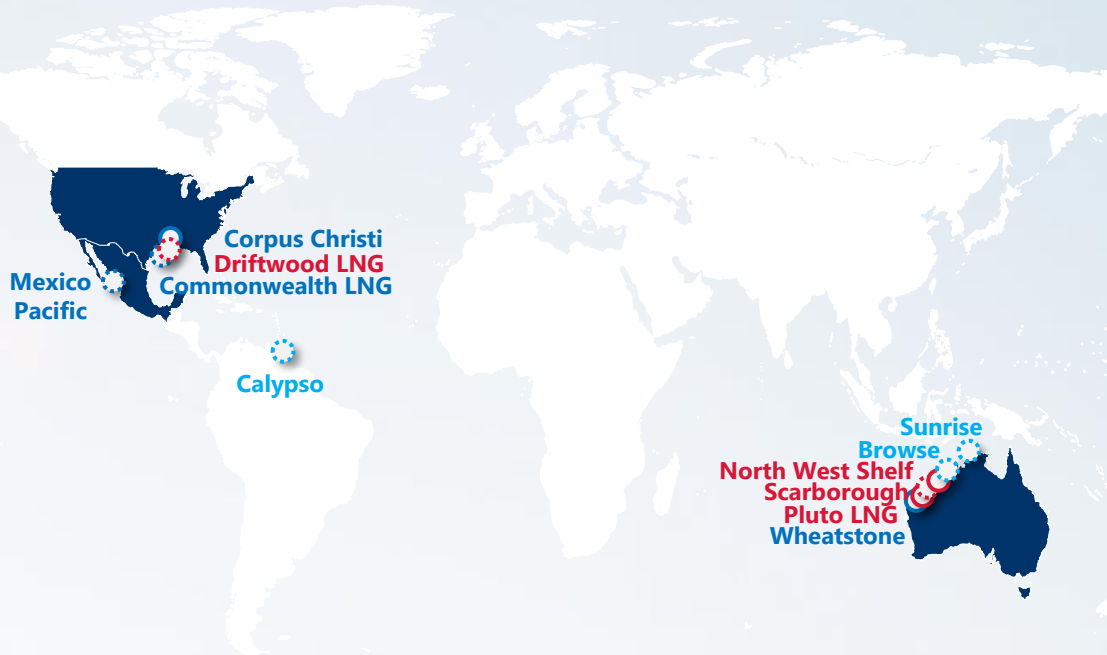 Corpus Christi
Driftwood LNG
Commonwealth LNG
Mexico
Pacific
Calypso
Sunrise
Browse
North West Shelf
Scarborough
Pluto LNG
Wheatstone